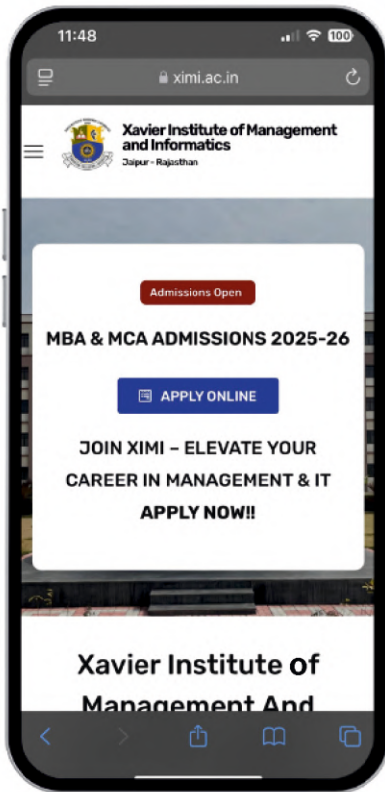 11:48
100
ximi.ac.in
Xavier Institute of Management
and Informatics
Jaipur - Rajasthan
Admissions Open
MBA & MCA ADMISSIONS 2025-26
APPLY ONLINE
JOIN XIMI – ELEVATE YOUR
CAREER IN MANAGEMENT & IT
APPLY NOW!!
Xavier Institute of
Management And